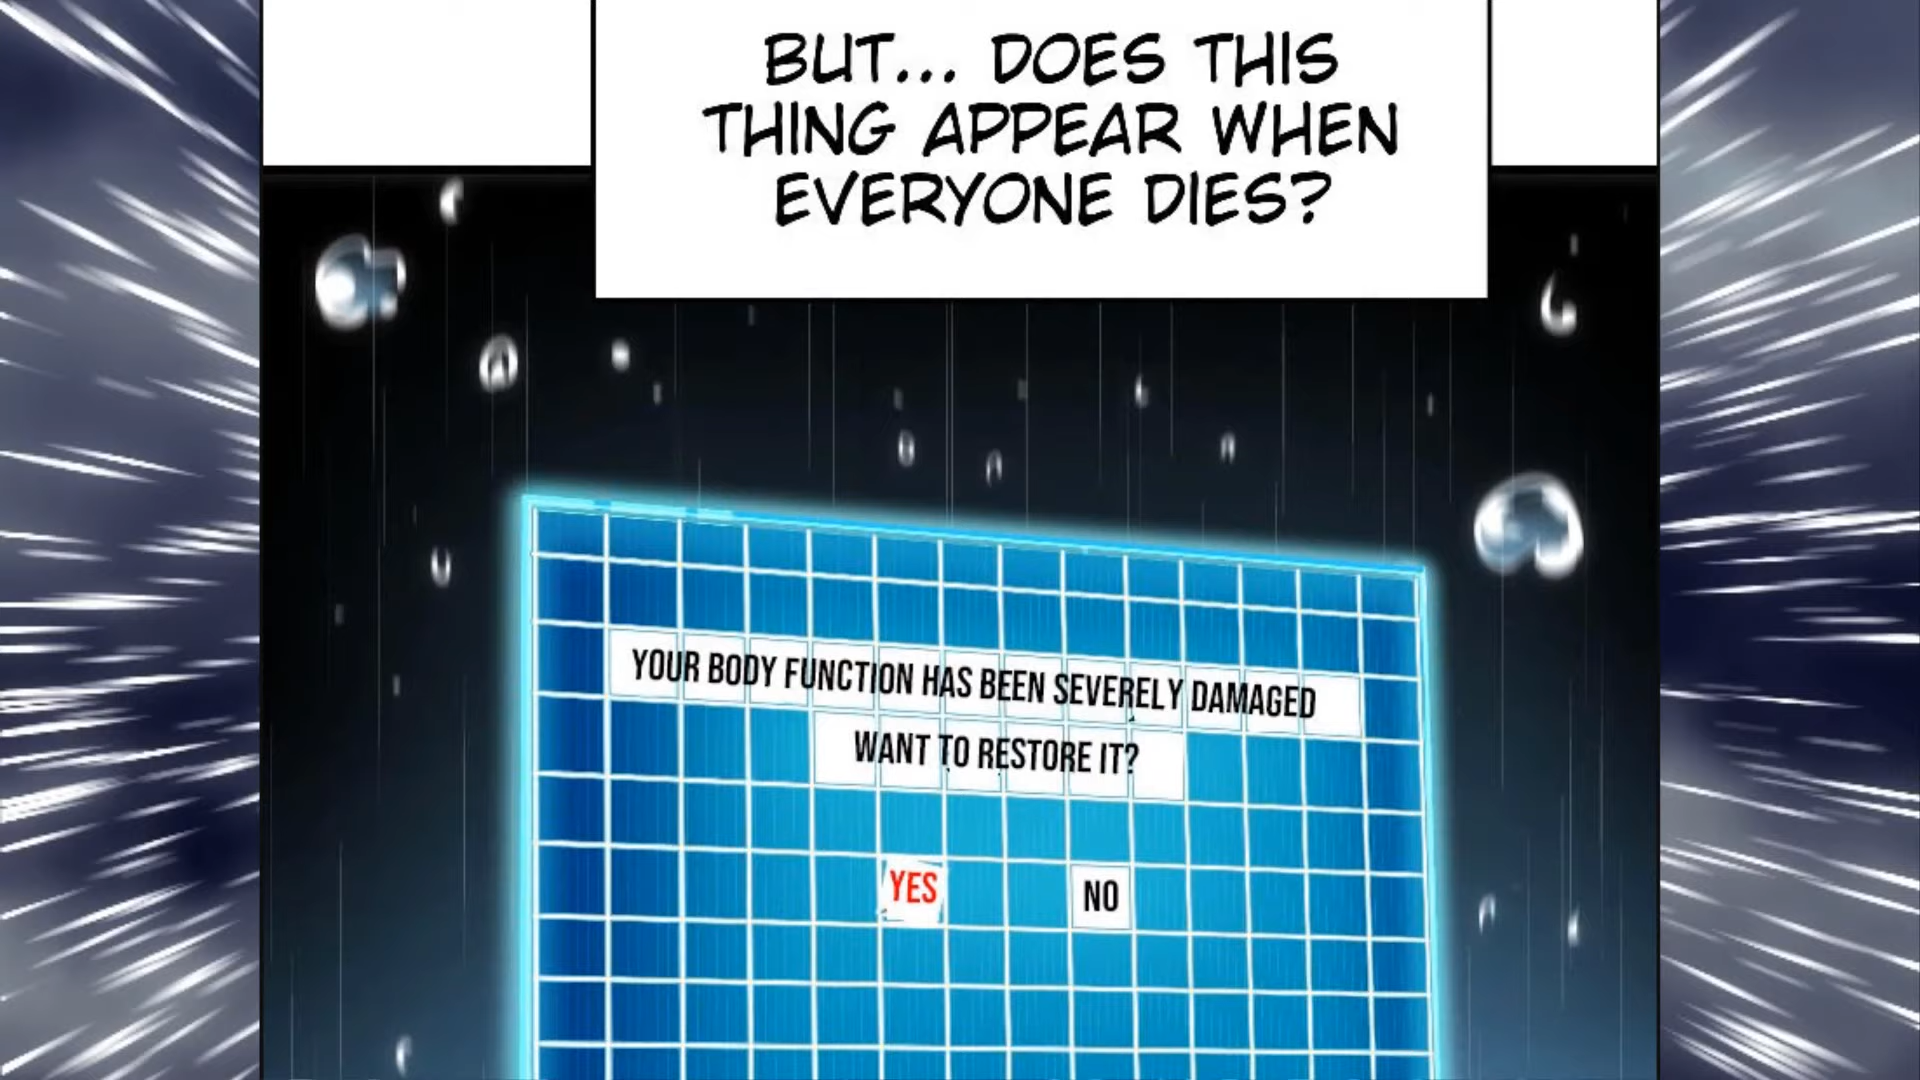 BUT... DOES THIS
THING APPEAR WHEN
EVERYONE DIES?
YOUR BODY FUNCTION HAS BEEN SEVERELY DAMAGED
WANT TO RESTORE IT?
YES NO